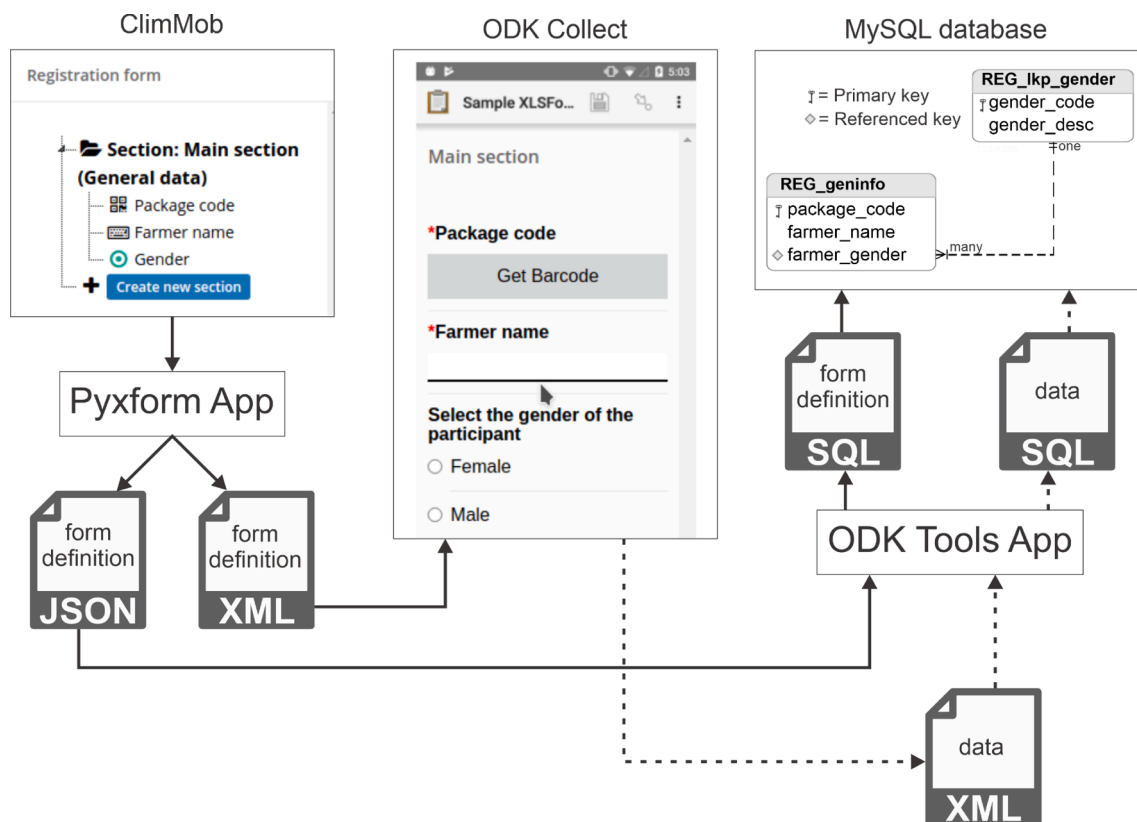 ClimMob
Registration form
Section: Main section
(General data)
Package code
Farmer name
Gender
Create new section
Pyxform App
form
definition
JSON
form
definition
XML
ODK Collect
5:03
Sample XLSFo...
Main section
*Package code
Get Barcode
*Farmer name
Select the gender of the
participant
Female
Male
MySQL database
= Primary key
= Referenced key
REG_lkp_gender
gender_code
gender_desc
one
REG_geninfo
package_code
farmer_name
farmer_gender
many
form
definition
SQL
data
SQL
ODK Tools App
data
XML